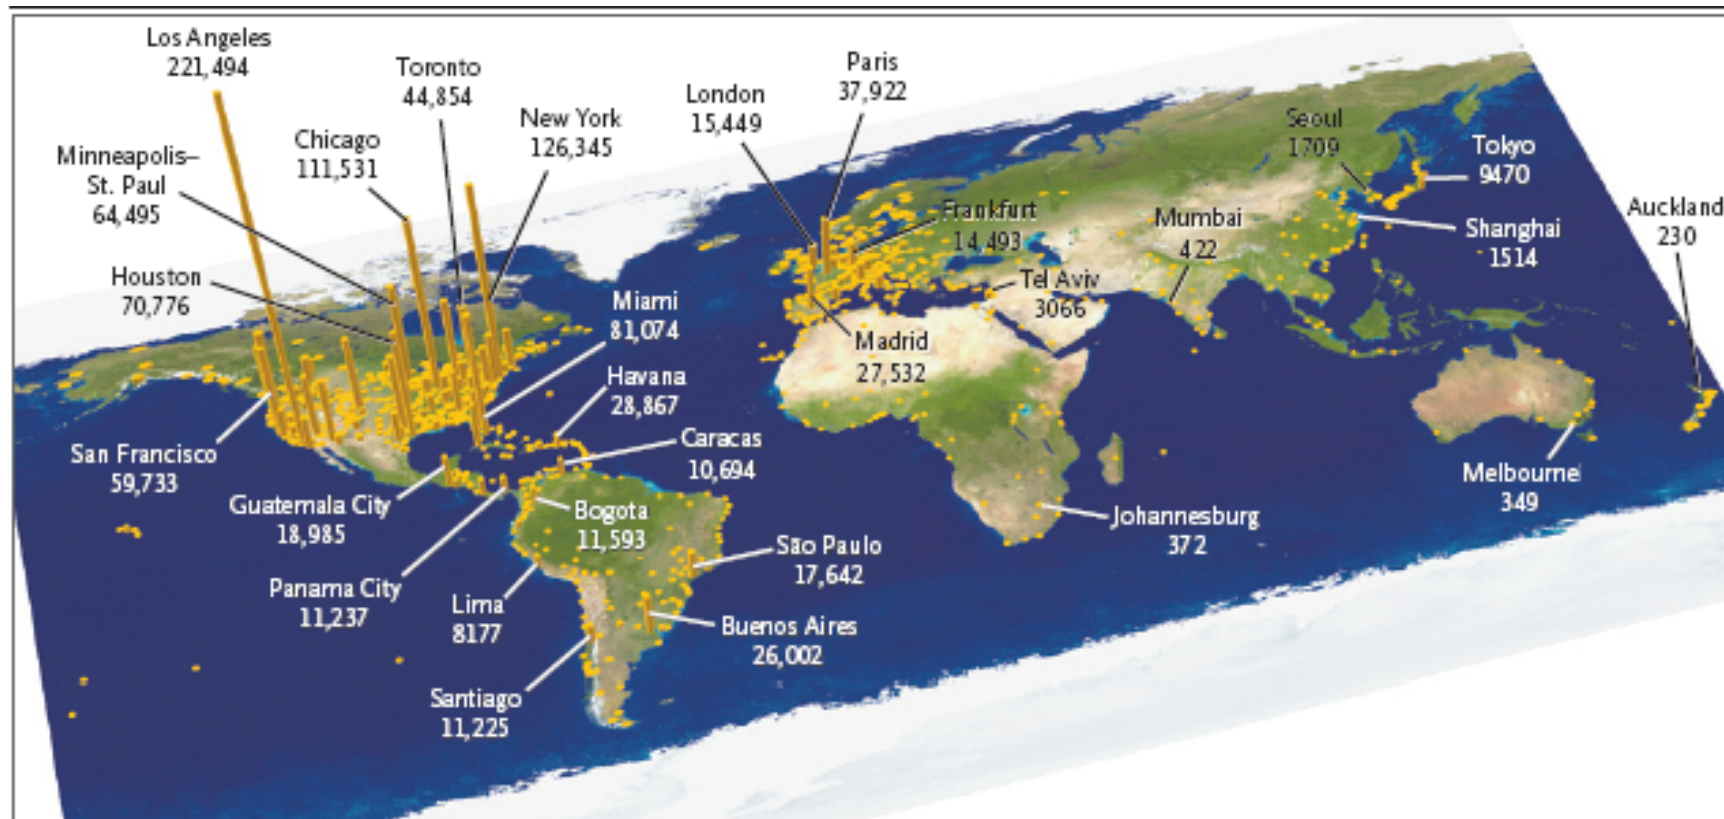 Los Angeles
221,494
Toronto
44,854
Paris
37,922
London
15,449
New York
126,345
Chicago
111,531
Minneapolis–
St. Paul
64,495
Seoul
1709
Tokyo
9470
Auckland
230
Frankfurt
14,493
Mumbai
422
Shanghai
1514
Houston
70,776
Miami
81,074
Tel Aviv
3066
Madrid
27,532
Havana
28,867
Caracas
10,694
San Francisco
59,733
Guatemala City
18,985
Bogota
11,593
Melbourne
349
Johannesburg
372
São Paulo
17,642
Panama City
11,237
Lima
8177
Buenos Aires
26,002
Santiago
11,225